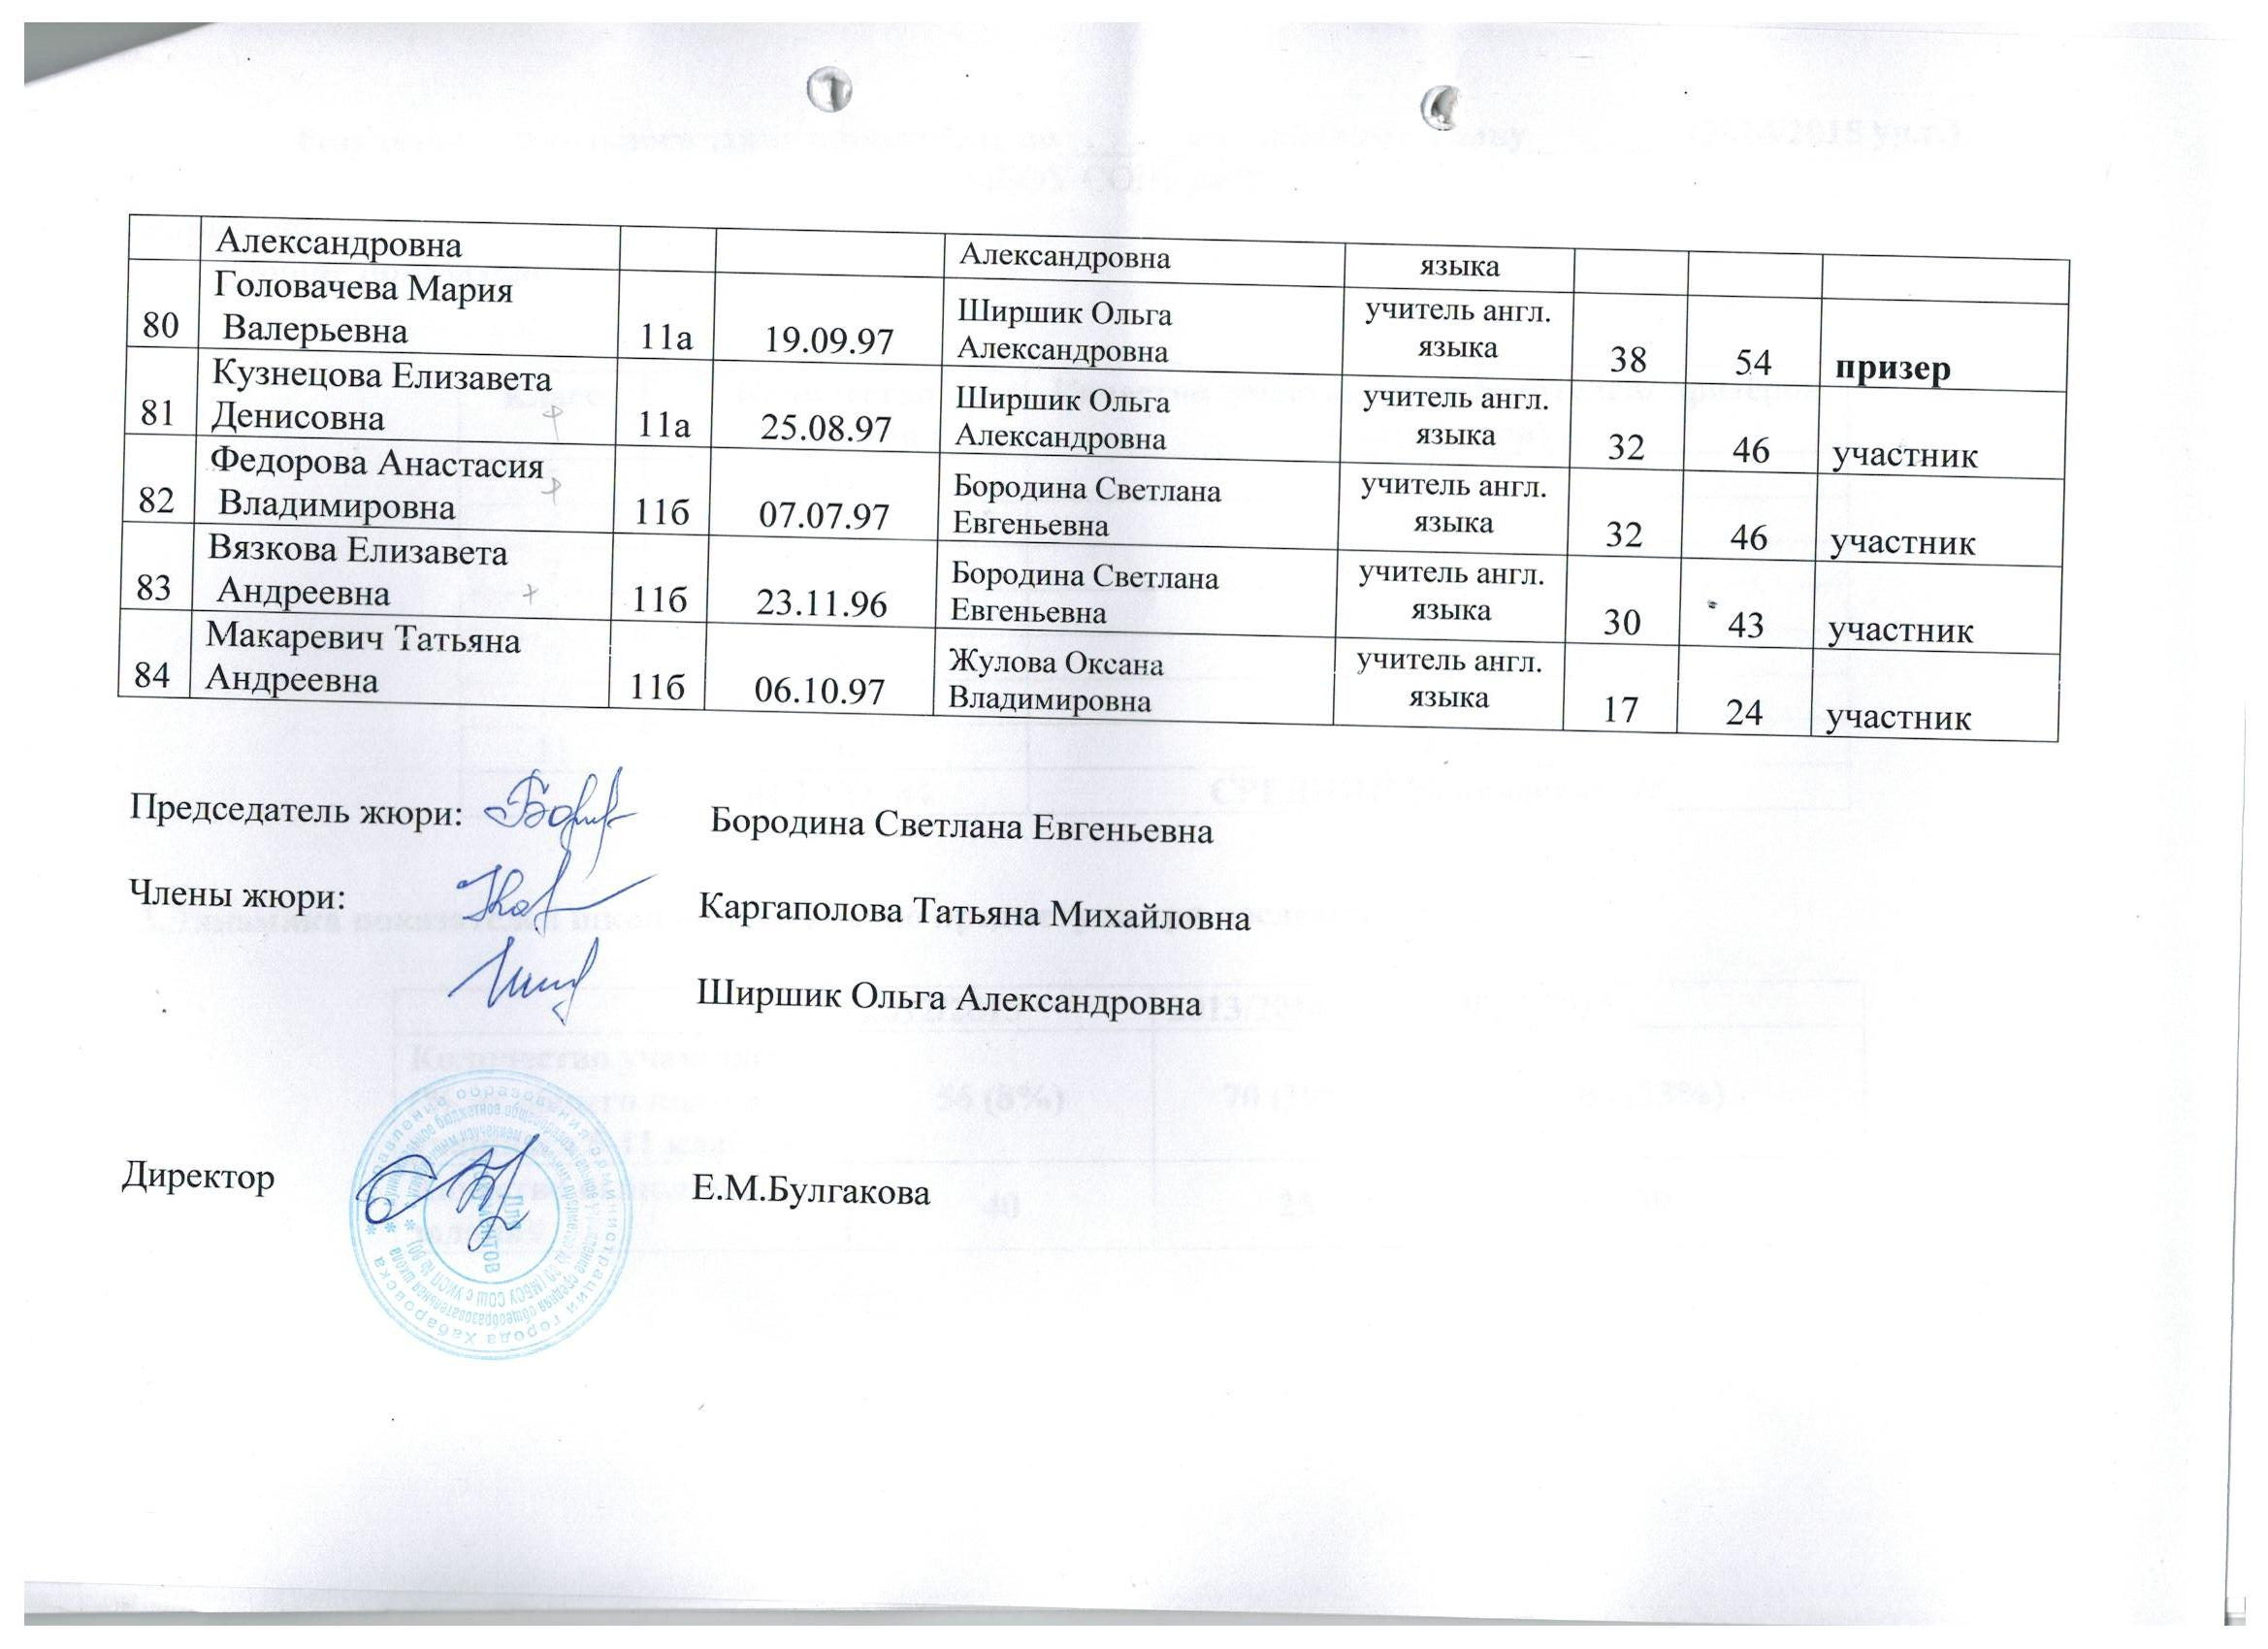 Александровна Александровна языка
Головачева Мария
80 Валерьевна 11а 19.09.97 Ширшик Ольга Александровна учитель англ. языка 38 54 призер
Кузнецова Елизавета
81 Денисовна 11а 25.08.97 Ширшик Ольга Александровна учитель англ. языка 32 46 участник
Федорова Анастасия
82 Владимировна 11б 07.07.97 Бородина Светлана Евгеньевна учитель англ. языка 32 46 участник
Вязкова Елизавета
83 Андреевна 11б 23.11.96 Бородина Светлана Евгеньевна учитель англ. языка 30 43 участник
Макаревич Татьяна
84 Андреевна 11б 06.10.97 Жулова Оксана Владимировна учитель англ. языка 17 24 участник
Председатель жюри: Бородина Светлана Евгеньевна
Члены жюри: Каргаполова Татьяна Михайловна
Ширшик Ольга Александровна
Директор Е.М.Булгакова